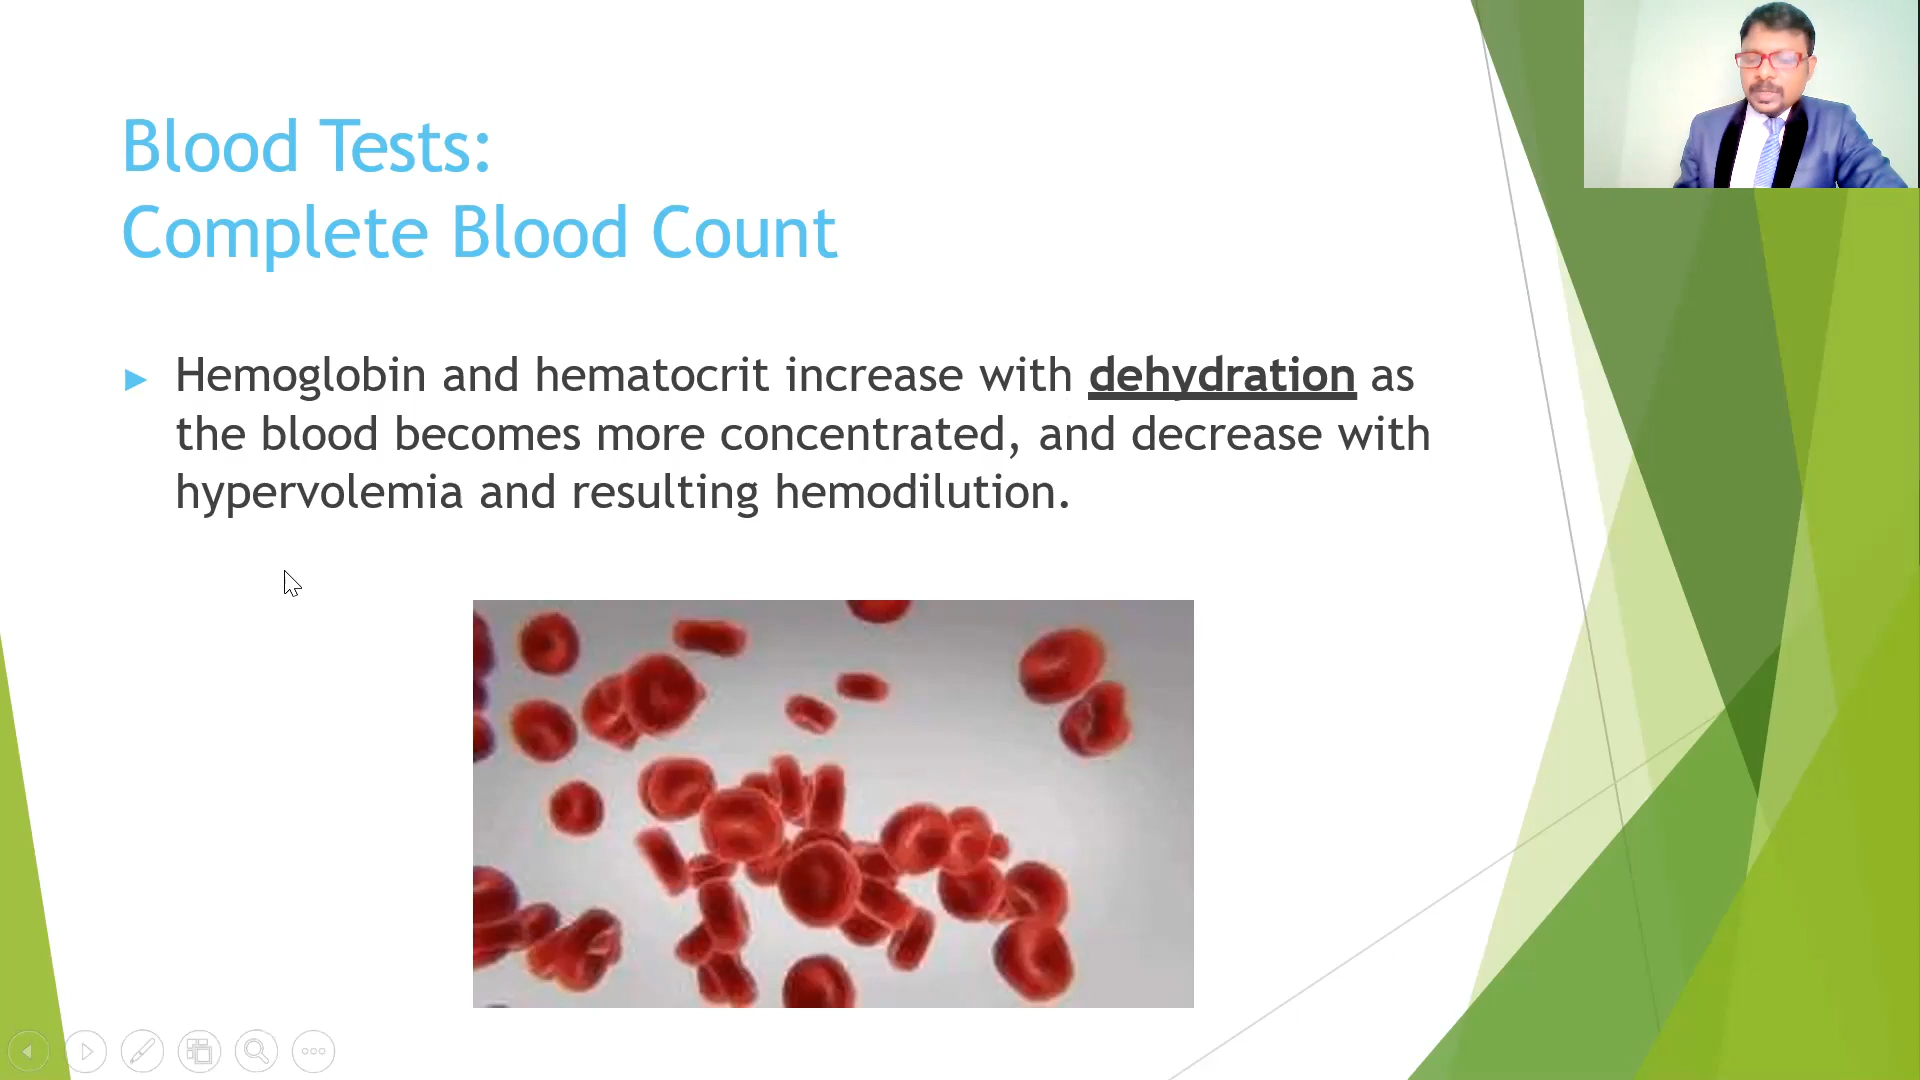 Blood Tests:
Complete Blood Count
Hemoglobin and hematocrit increase with dehydration as
the blood becomes more concentrated, and decrease with
hypervolemia and resulting hemodilution.